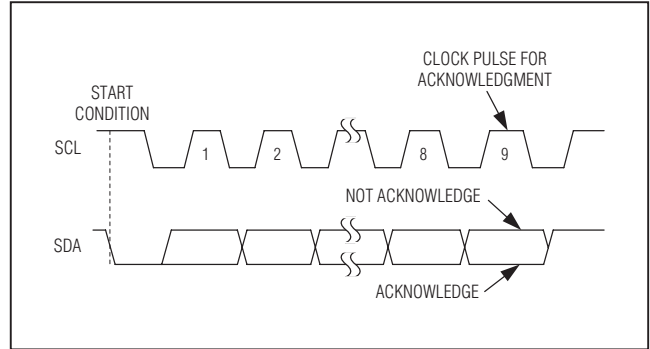 CLOCK PULSE FOR
ACKNOWLEDGMENT
START
CONDITION
SCL
1
2
8
9
NOT ACKNOWLEDGE
SDA
ACKNOWLEDGE